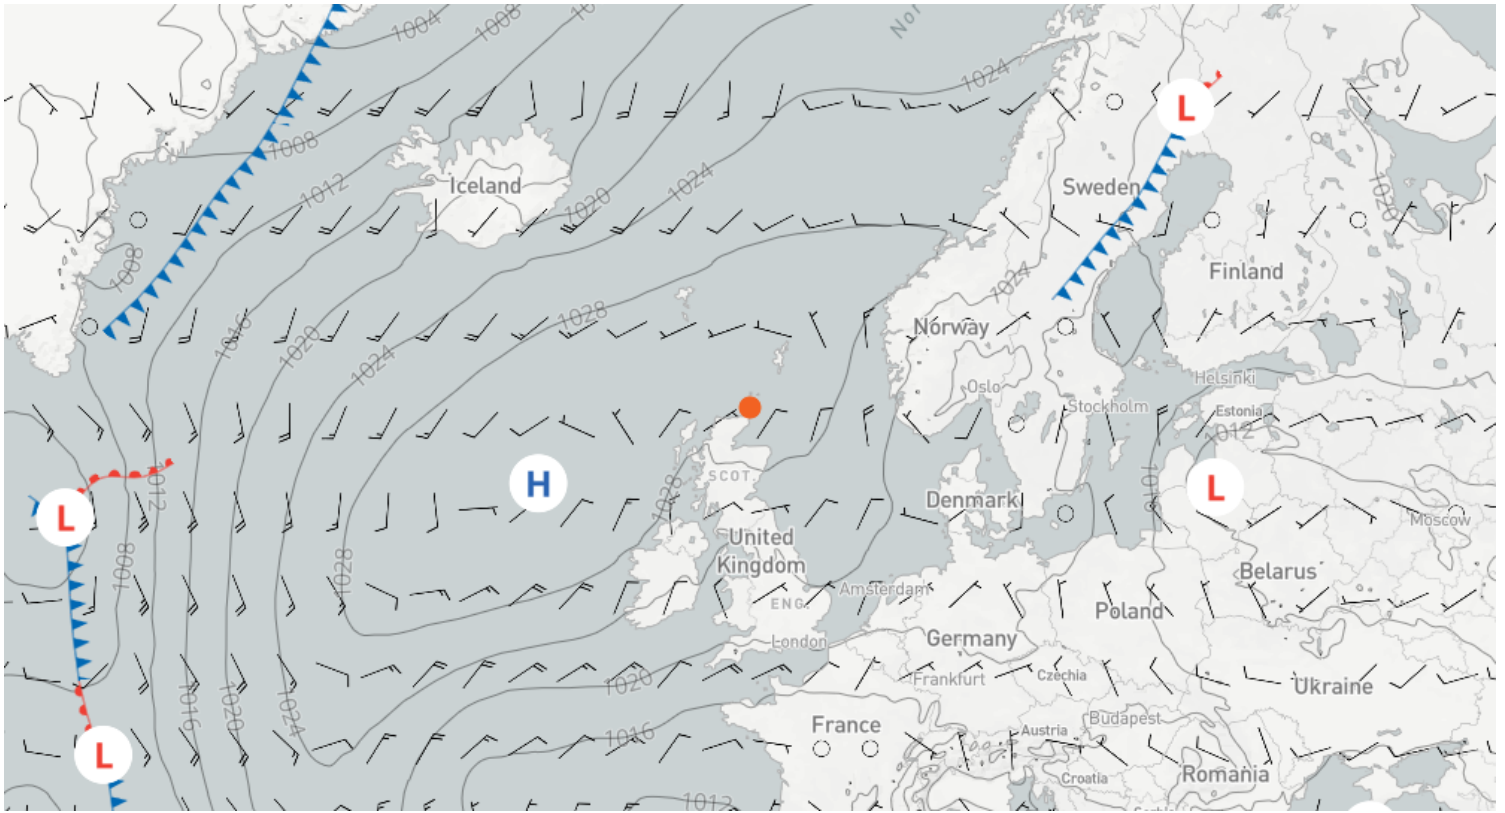 1004
1008
10
Nor
1024
L
1008
Iceland
1012
1020
1024
Sweden
1020
1008
Finland
1024
1028
Norway
1016
1020
1024
Helsinki
Oslo
Stockholm
Estonia
1012
1012
SCOT.
H
1028
Denmark
1016
L
L
Moscow
United
Kingdom
1008
1028
Amsterdam
Belarus
ENG.
Poland
London
Germany
Frankfurt
Czechia
1020
Ukraine
1016
1020
1024
France
Budapest
Austria
1016
L
Croatia
Romania
1012